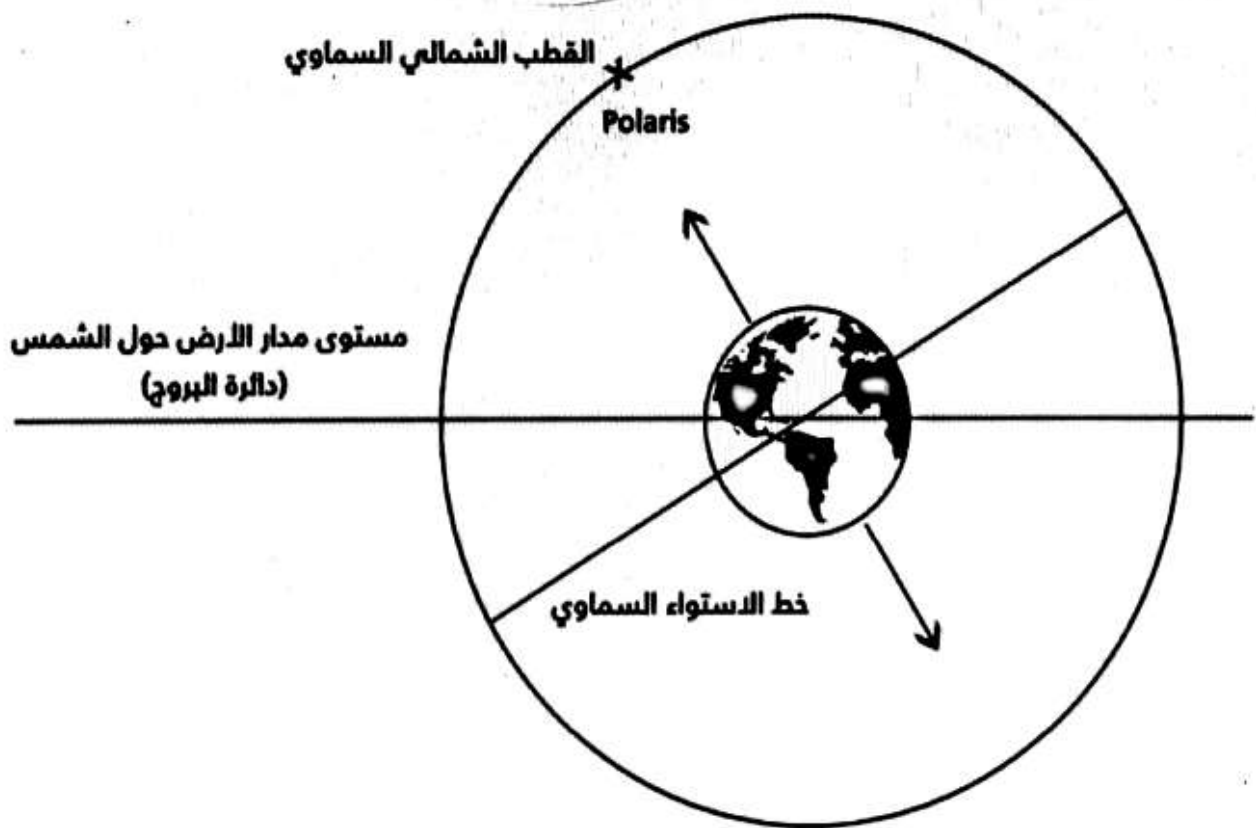 القطب الشمالي السماوي
Polaris
مستوى مدار الأرض حول الشمس
(دائرة البروج)
خط الاستواء السماوي